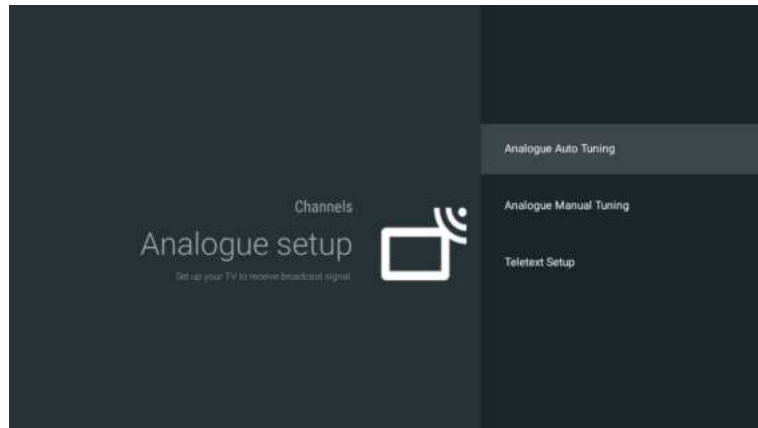 Channels
Analogue setup
Set up your TV to receive broadcast signal
Analogue Auto Tuning
Analogue Manual Tuning
Teletext Setup